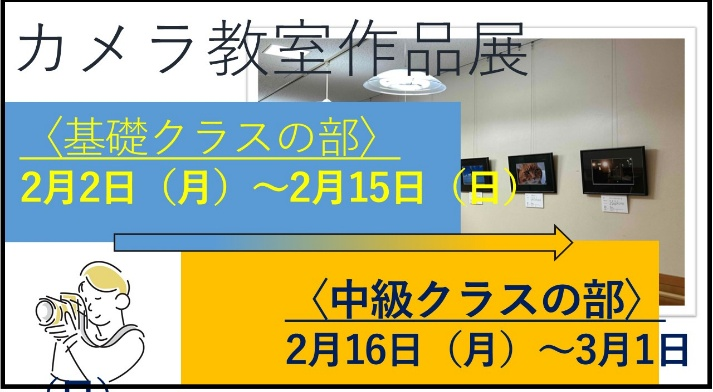 カメラ教室作品展
〈基礎クラスの部〉
2月2日（月）～2月15日（日）
〈中級クラスの部〉
2月16日（月）～3月1日
（日）